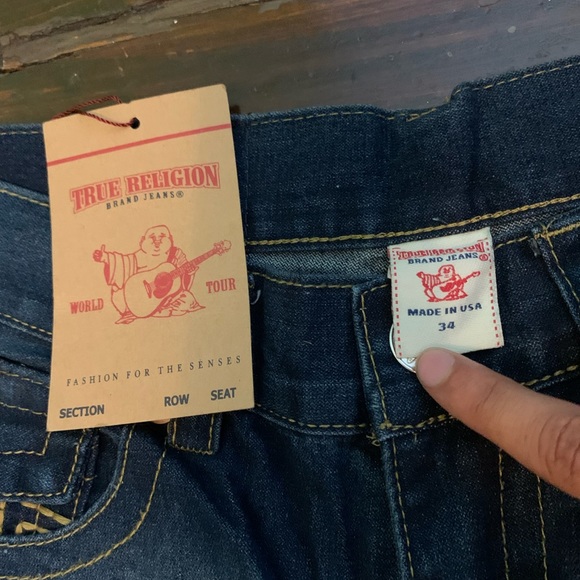 TRUE RELIGION
BRAND JEANS®
WORLD TOUR
FASHION FOR THE SENSES
SECTION ROW SEAT
TRUE RELIGION
BRAND JEANS®
MADE IN USA
34